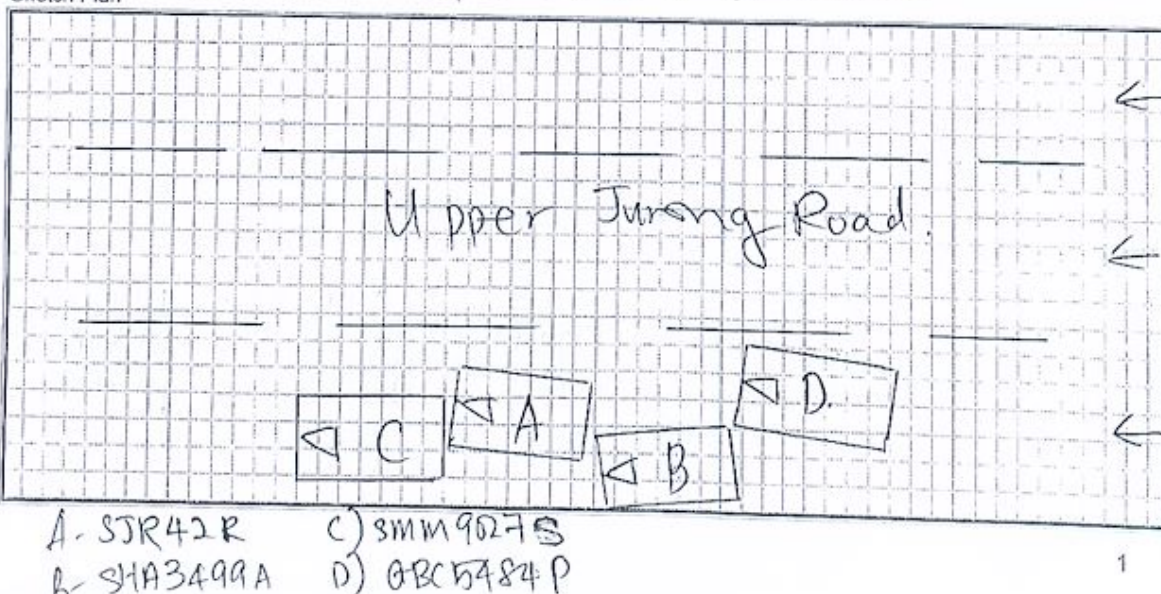 Upper Jurong Road.
D.
C A
B
A- SJR42R C) SMM9027S
B- SHA3499A D) GBC5484P
1